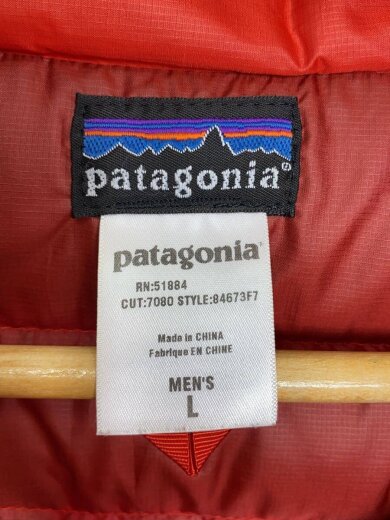 patagonia®
patagonia®
RN:51884
CUT:7080 STYLE:84673F7
Made in CHINA
Fabriqué EN CHINE
MEN'S
L